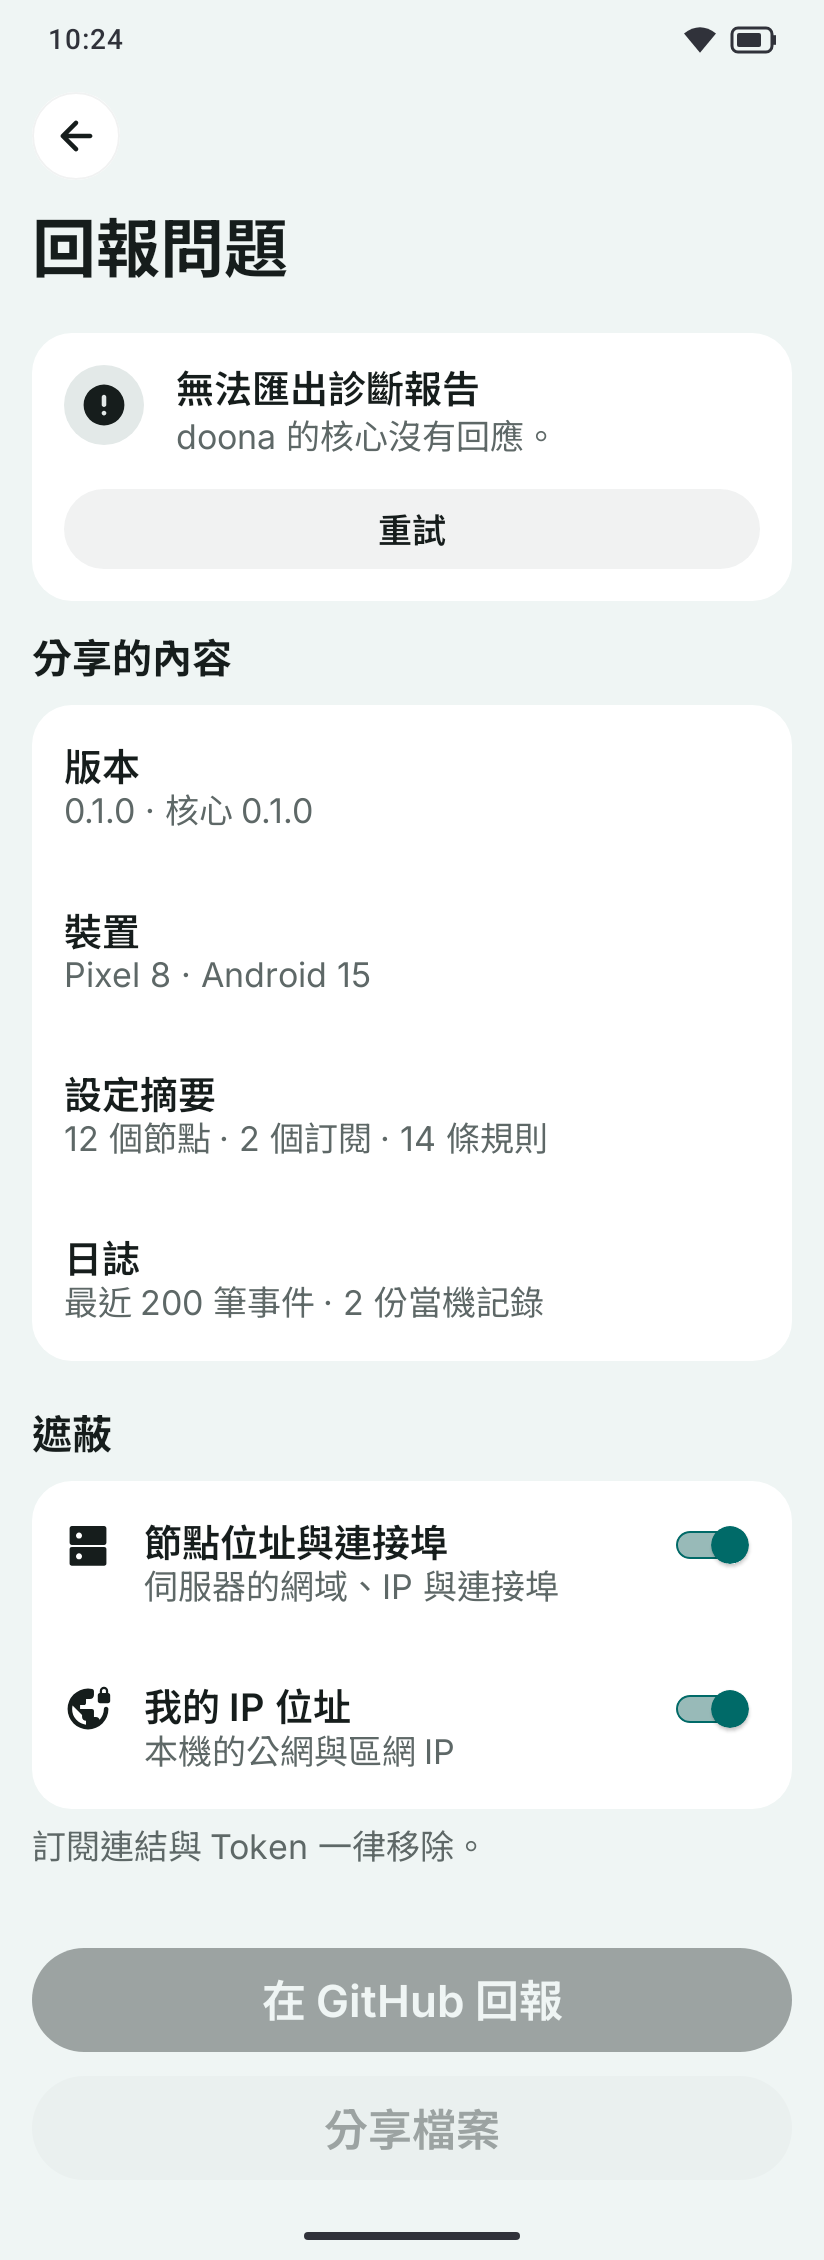 10:24
回報問題
無法匯出診斷報告
doona 的核心沒有回應。
重試
分享的內容
版本
0.1.0 · 核心 0.1.0
裝置
Pixel 8 · Android 15
設定摘要
12 個節點 · 2 個訂閱 · 14 條規則
日誌
最近 200 筆事件 · 2 份當機記錄
遮蔽
節點位址與連接埠
伺服器的網域、IP 與連接埠
我的 IP 位址
本機的公網與區網 IP
訂閱連結與 Token 一律移除。
在 GitHub 回報
分享檔案